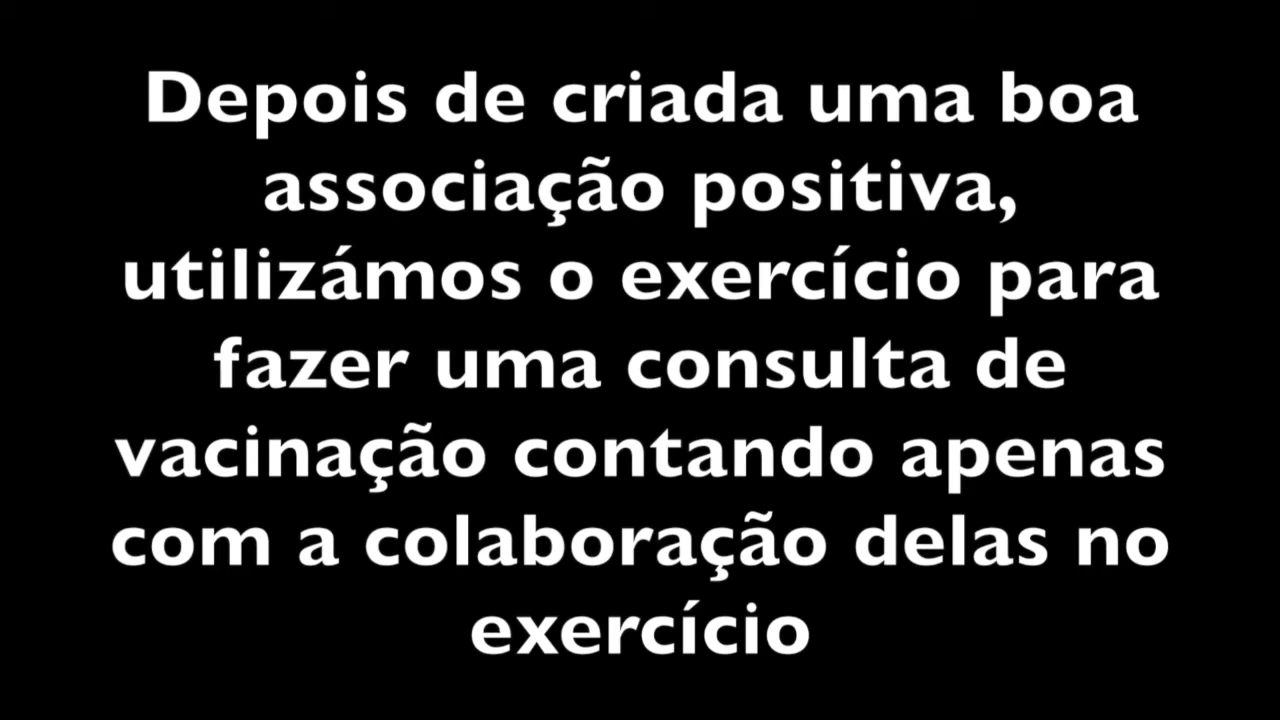 Depois de criada uma boa
associação positiva,
utilizámos o exercício para
fazer uma consulta de
vacinação contando apenas
com a colaboração delas no
exercício